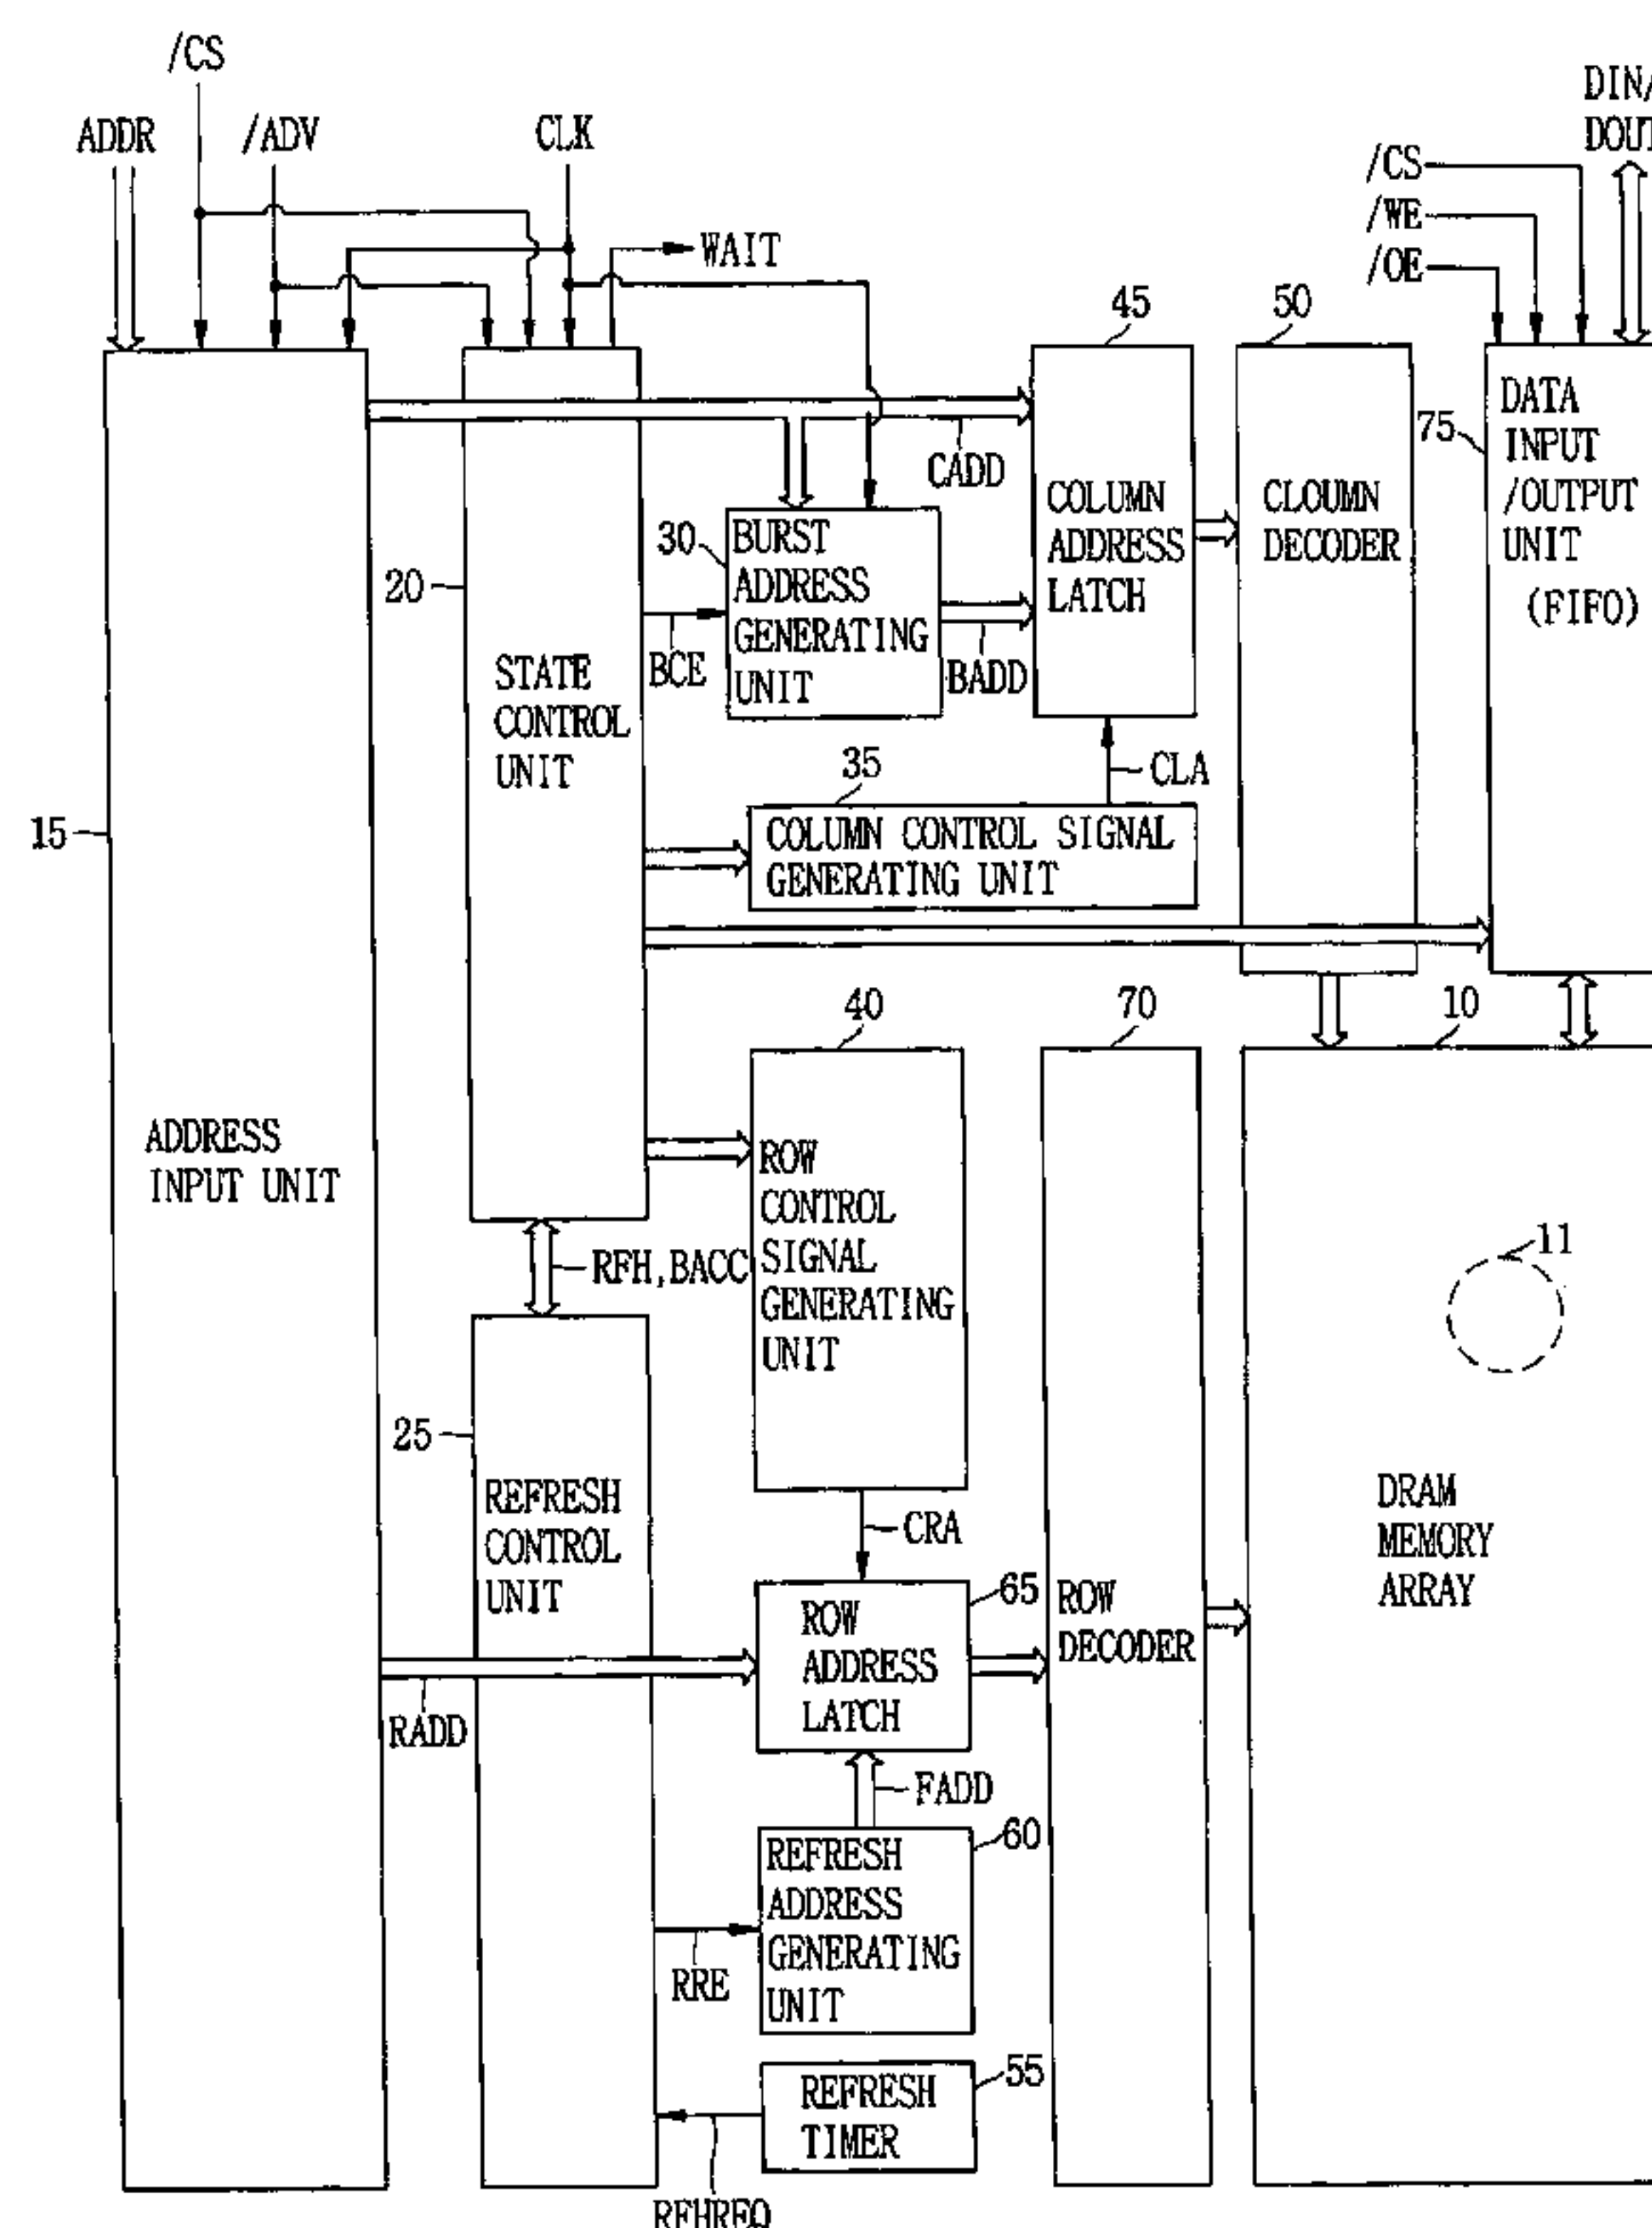 /CS
ADDR
/ADV
CLK
WAIT
DIN/
DOUT
/CS
/WE
/OE
45
50
75
DATA
INPUT
/OUTPUT
UNIT
(FIFO)
CADD
COLUMN
ADDRESS
LATCH
CLOUMN
DECODER
30
BURST
ADDRESS
GENERATING
UNIT
20
BCE
BADD
STATE
CONTROL
UNIT
CLA
35
COLUMN CONTROL SIGNAL
GENERATING UNIT
15
40
70
10
ADDRESS
INPUT UNIT
ROW
CONTROL
SIGNAL
GENERATING
UNIT
RFH,BACC
11
25
REFRESH
CONTROL
UNIT
CRA
DRAM
MEMORY
ARRAY
65
ROW
ADDRESS
LATCH
ROW
DECODER
RADD
FADD
60
REFRESH
ADDRESS
GENERATING
UNIT
RRE
55
REFRESH
TIMER
RFHREQ